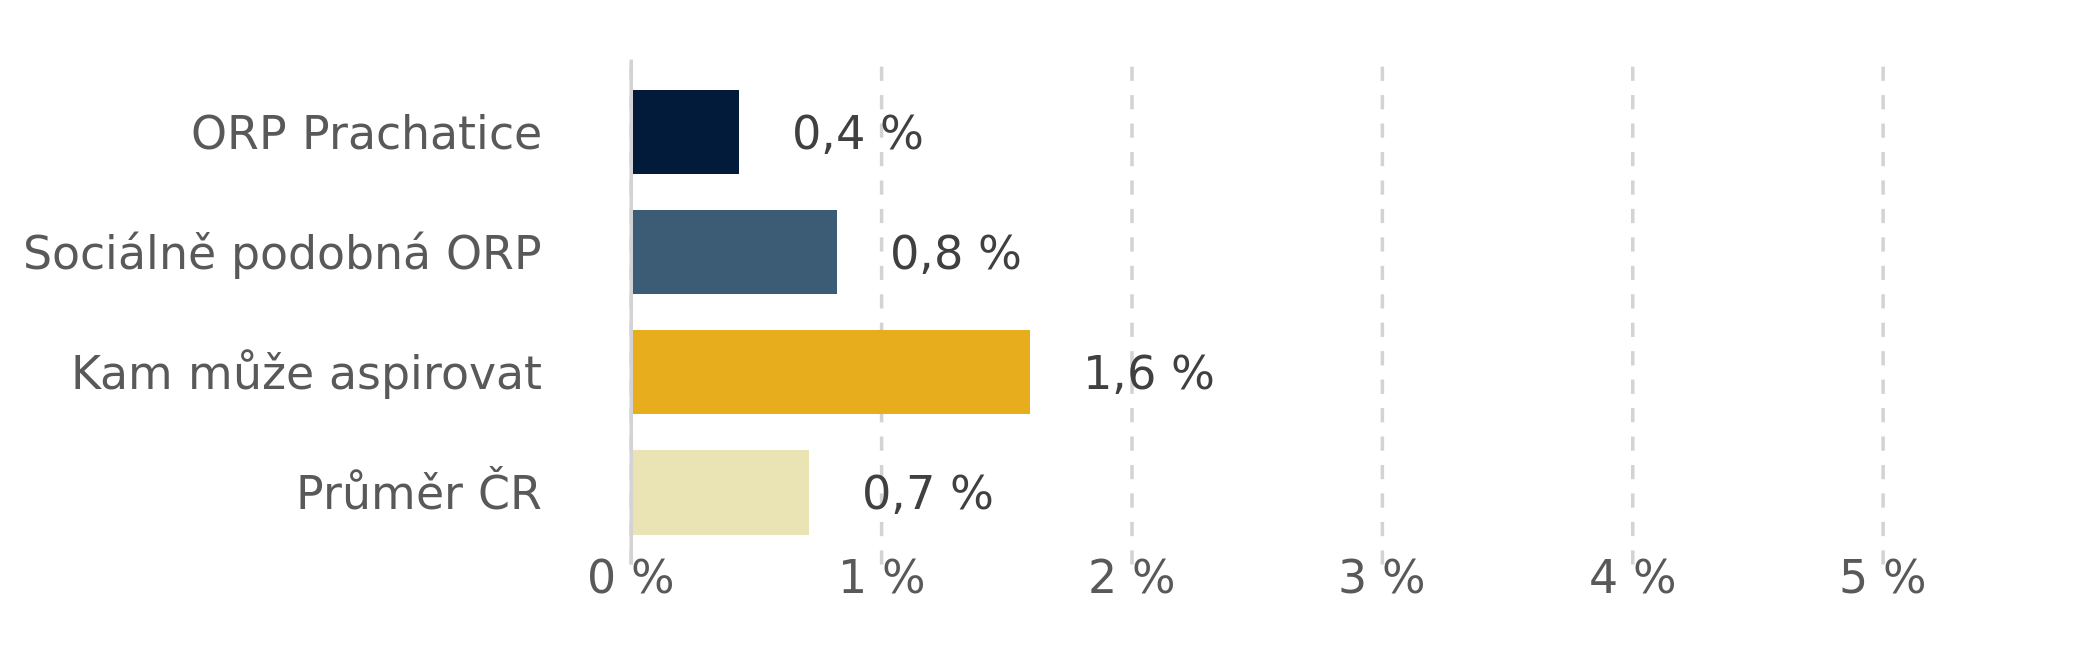 ORP Prachatice 0,4 %
Sociálně podobná ORP 0,8 %
Kam může aspirovat 1,6 %
Průměr ČR 0,7 %
0 % 1 % 2 % 3 % 4 % 5 %